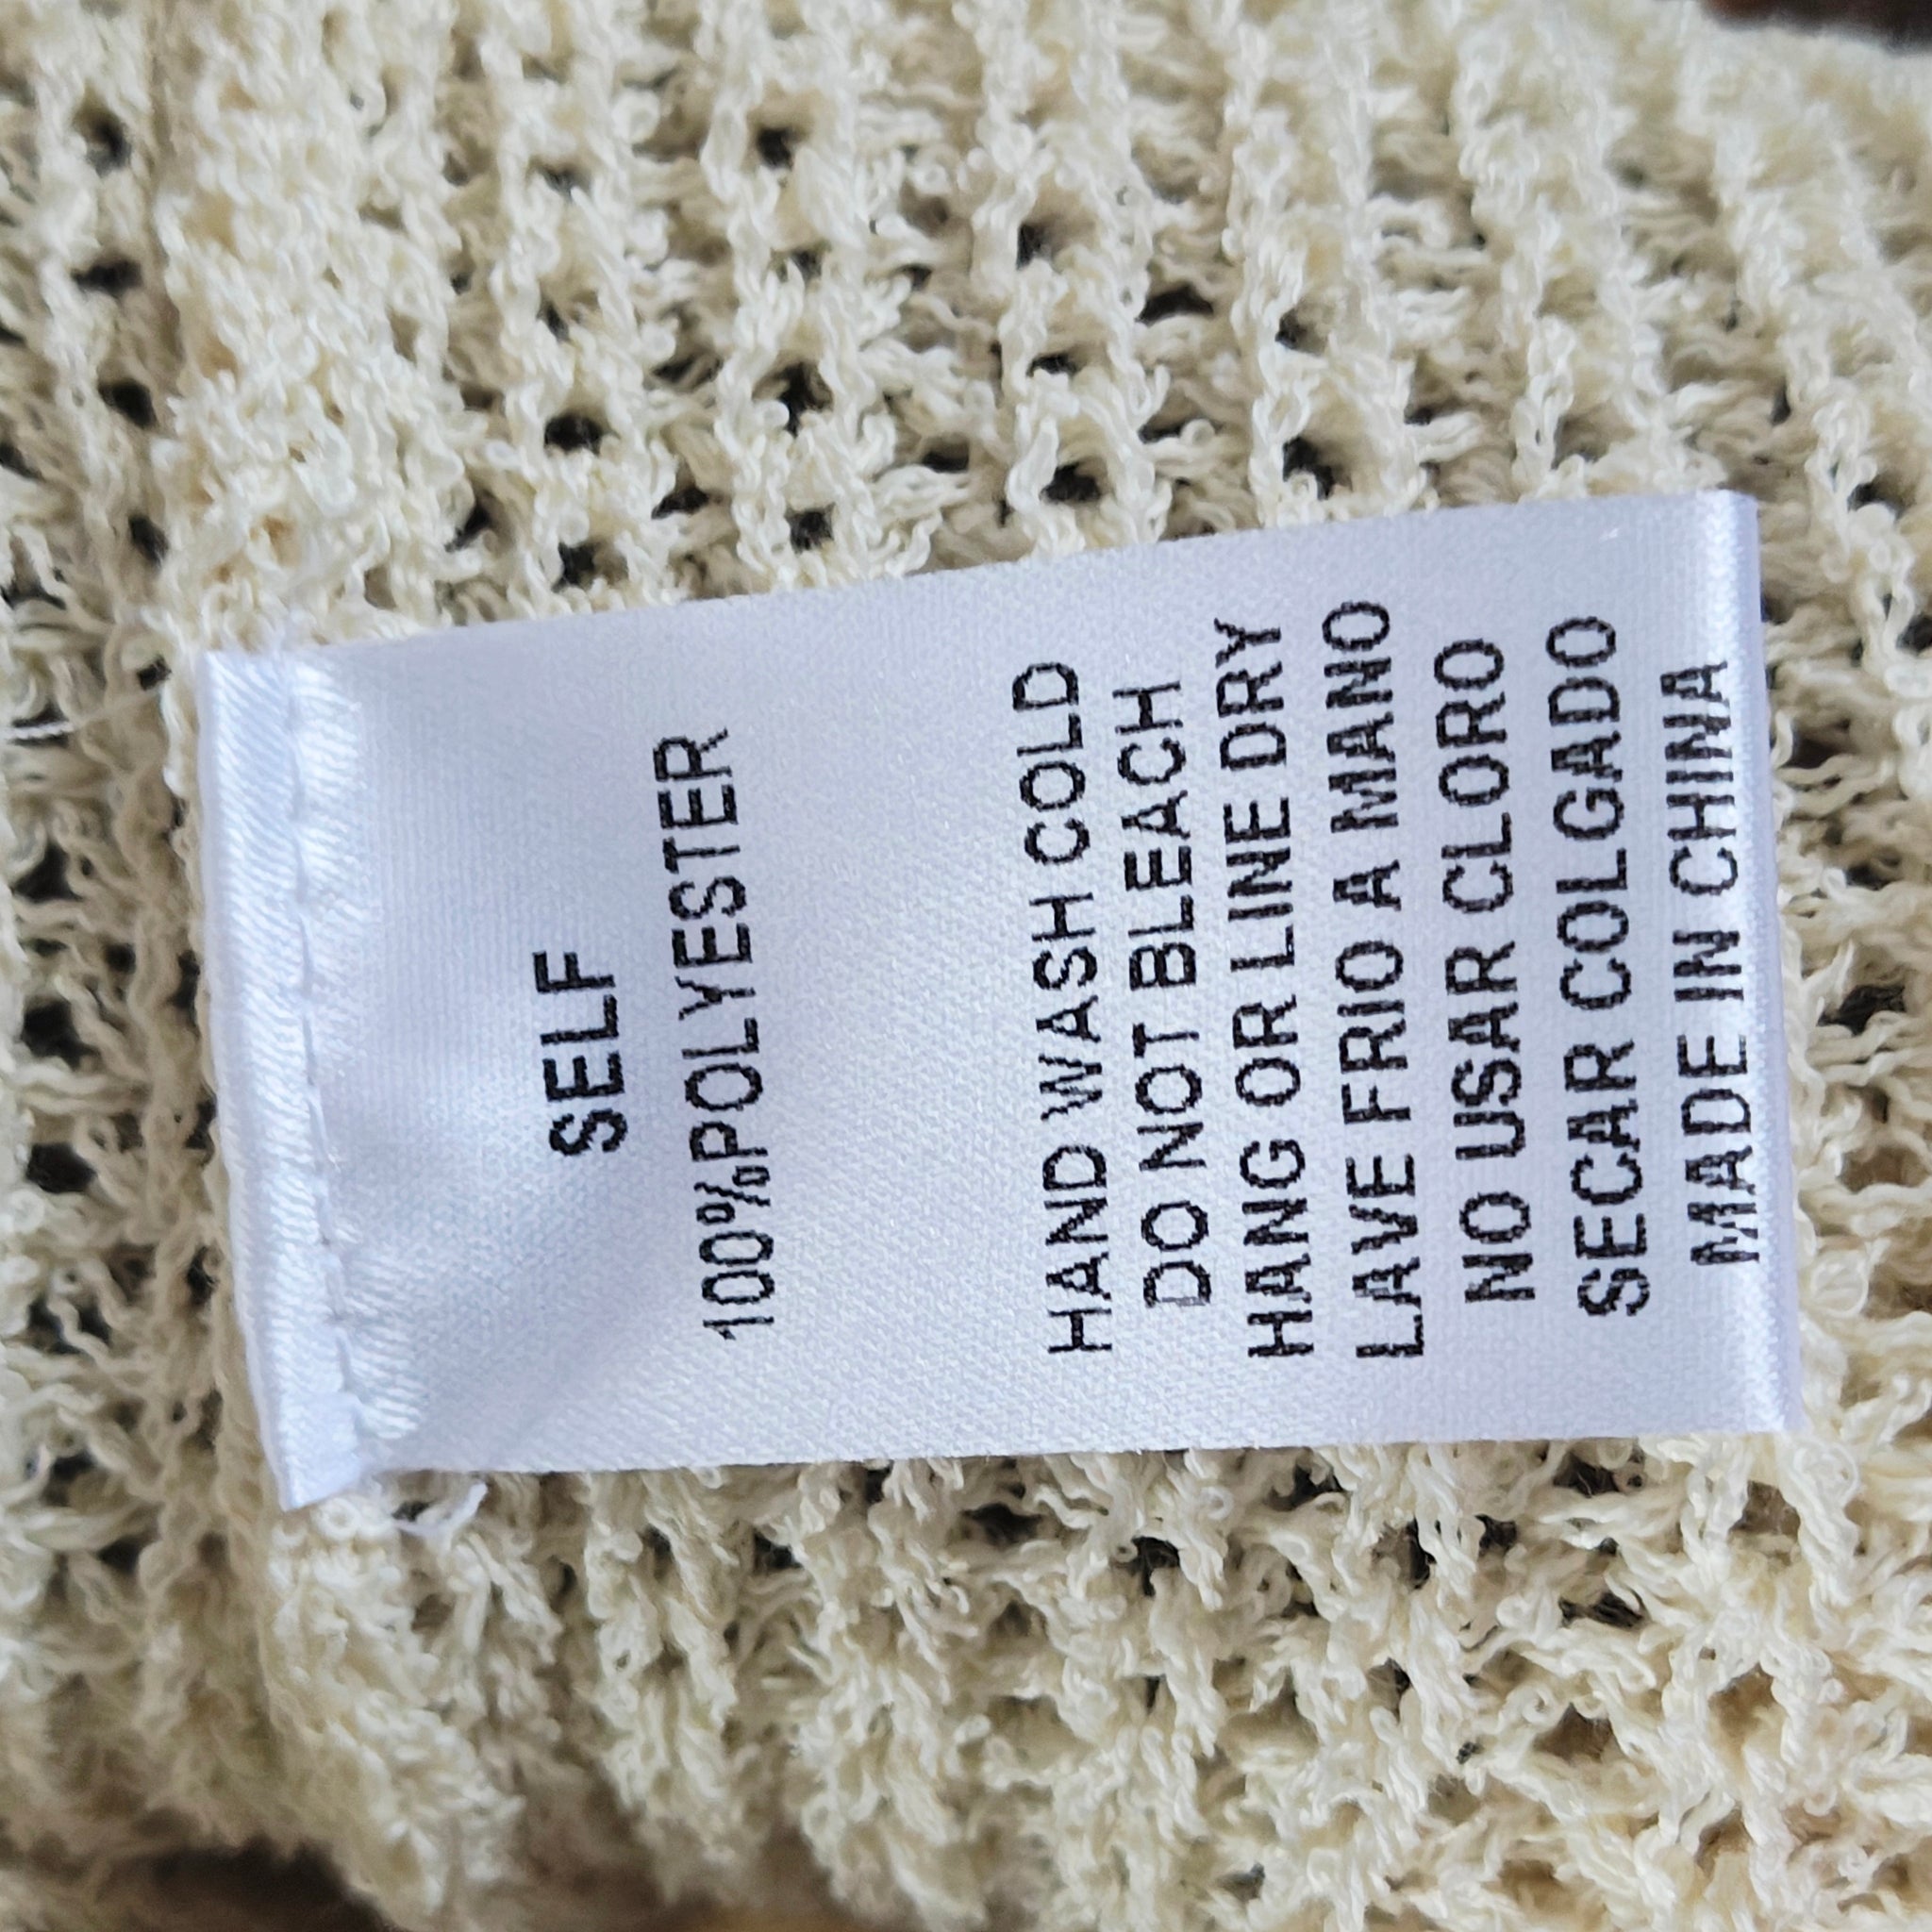 SELF
100%POLYESTER
HAND WASH COLD
DO NOT BLEACH
HANG OR LINE DRY
LAVE FRIO A MANO
NO USAR CLORO
SECAR COLGADO
MADE IN CHINA